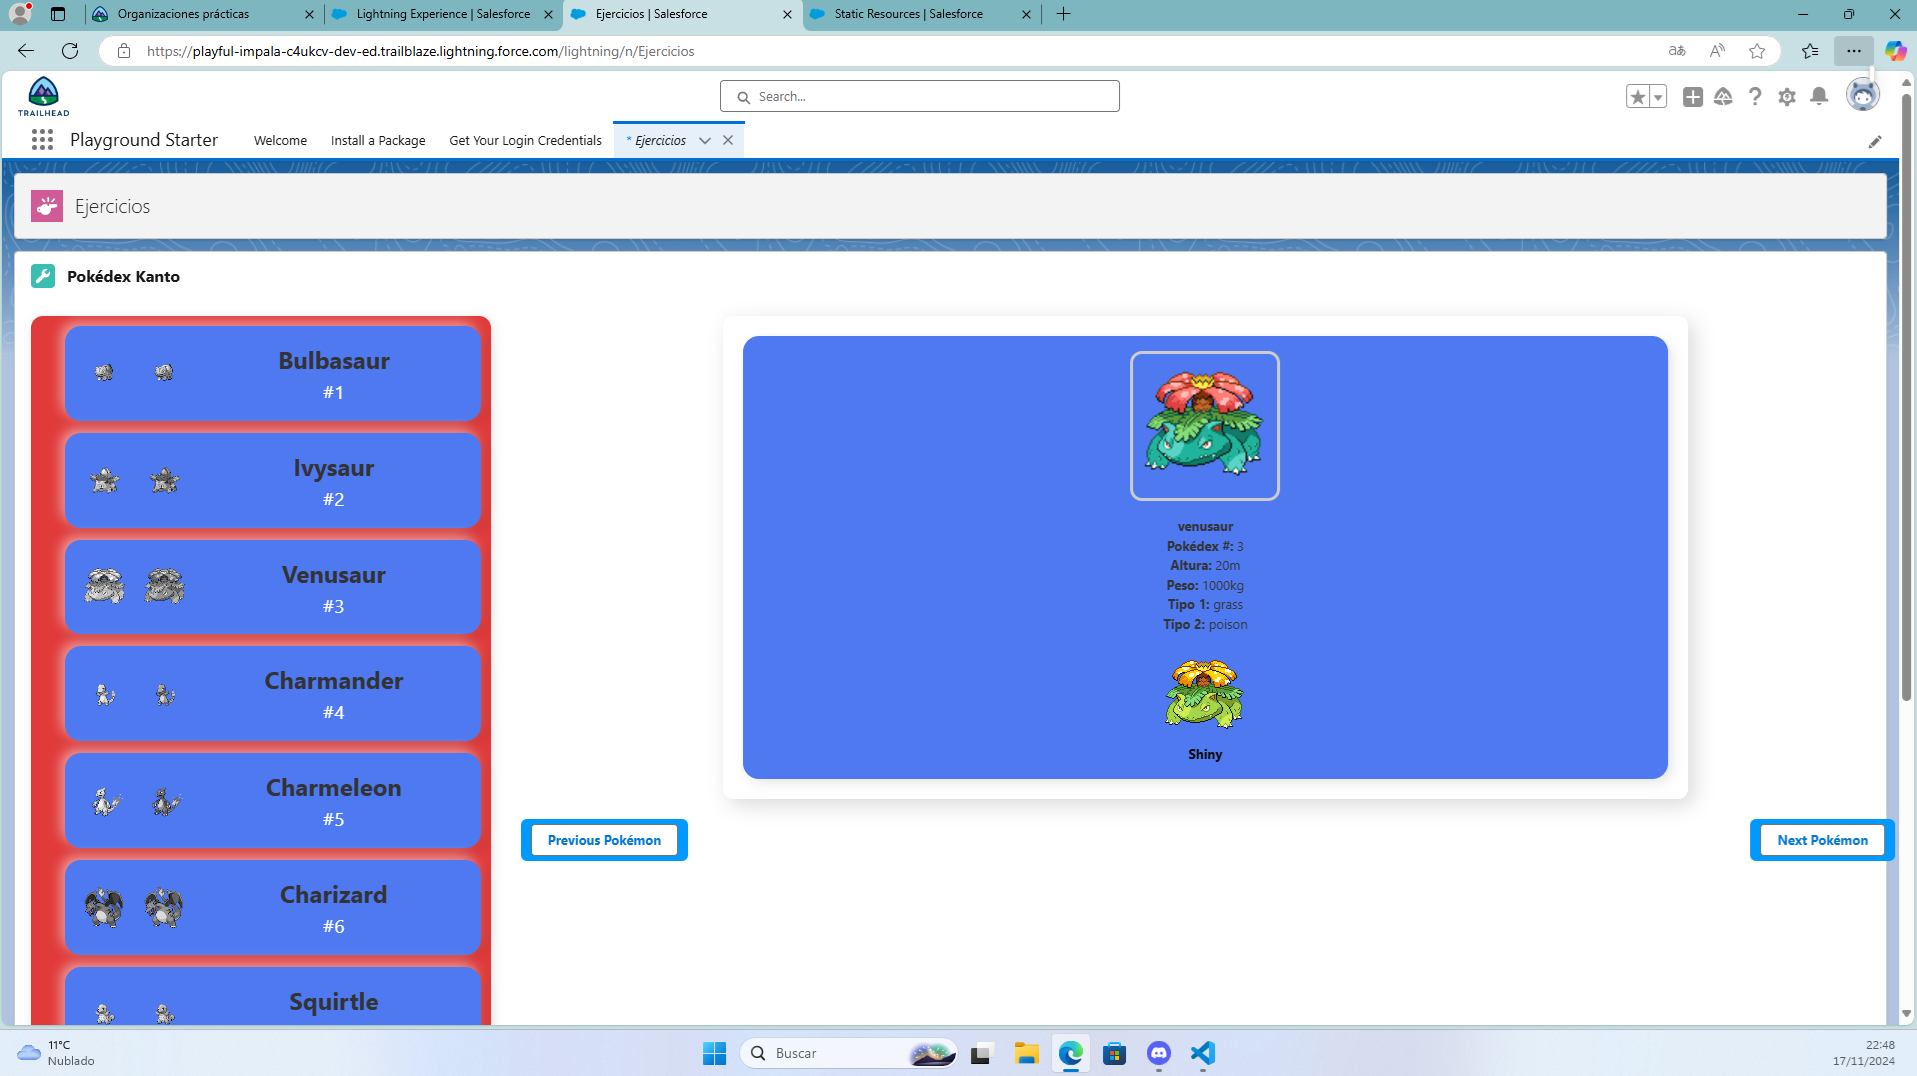 Organizaciones prácticas
Lightning Experience | Salesforce
Ejercicios | Salesforce
Static Resources | Salesforce
https://playful-impala-c4ukcv-dev-ed.trailblaze.lightning.force.com/lightning/n/Ejercicios
TRAILHEAD
Search...
Playground Starter
Welcome
Install a Package
Get Your Login Credentials
* Ejercicios
Ejercicios
Pokédex Kanto
Bulbasaur
#1
Ivysaur
#2
Venusaur
#3
Charmander
#4
Charmeleon
#5
Charizard
#6
Squirtle
venusaur
Pokédex #: 3
Altura: 20m
Peso: 1000kg
Tipo 1: grass
Tipo 2: poison
Shiny
Previous Pokémon
Next Pokémon
11°C
Nublado
Buscar
22:48
17/11/2024